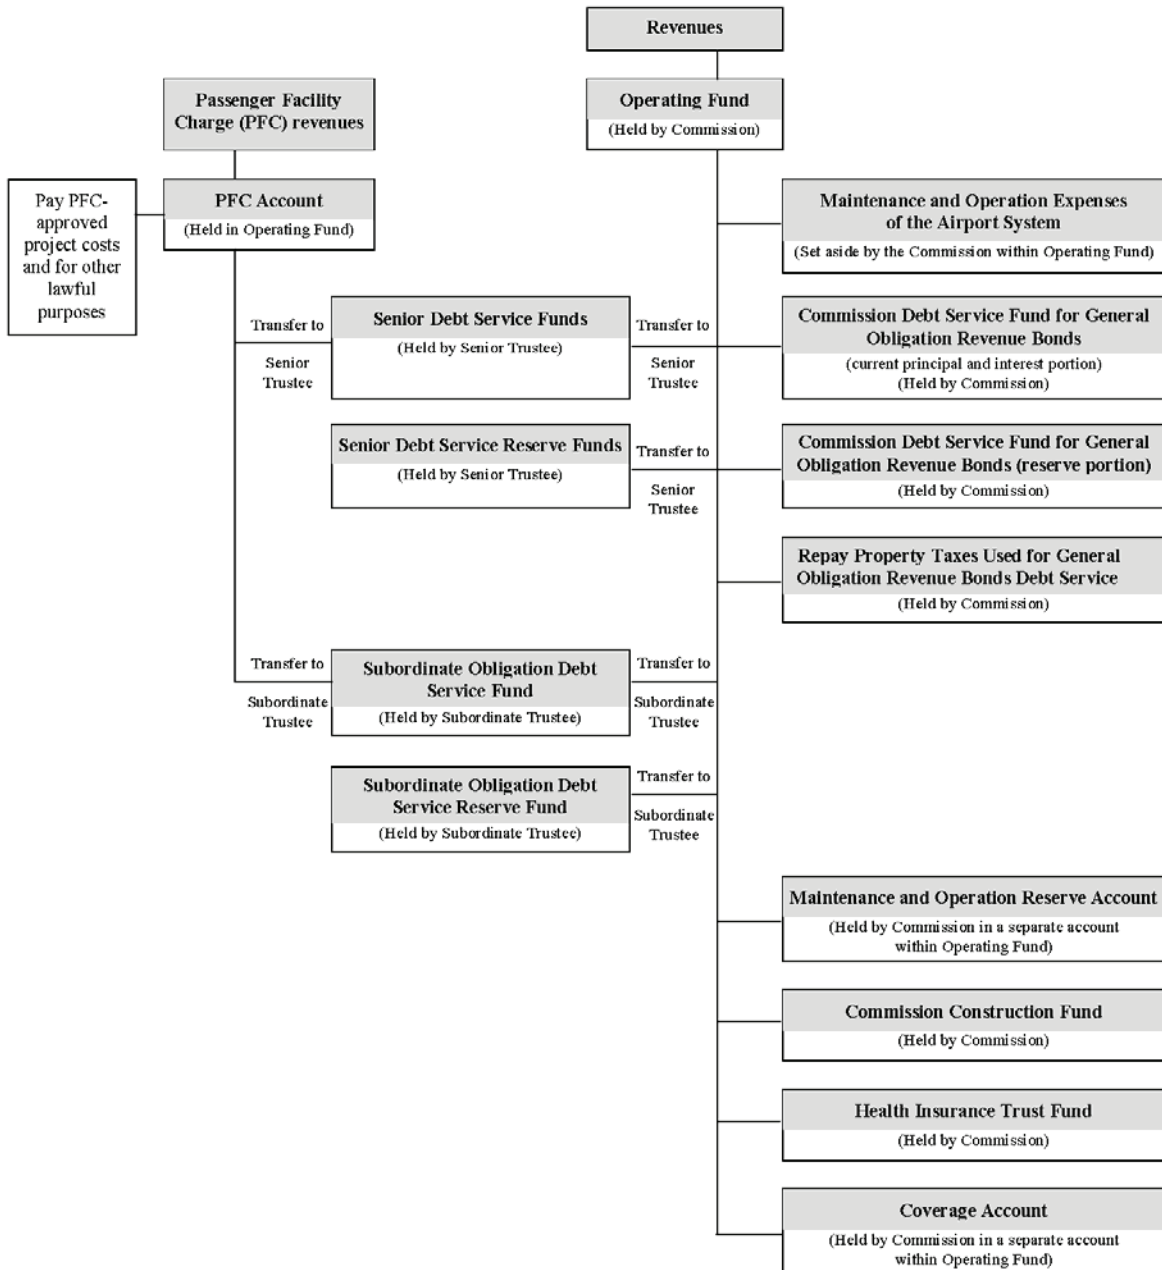 Revenues
Operating Fund
(Held by Commission)
Passenger Facility
Charge (PFC) revenues
PFC Account
(Held in Operating Fund)
Pay PFC-
approved
project costs
and for other
lawful
purposes
Maintenance and Operation Expenses
of the Airport System
(Set aside by the Commission within Operating Fund)
Transfer to
Senior
Trustee
Senior Debt Service Funds
(Held by Senior Trustee)
Transfer to
Senior
Trustee
Commission Debt Service Fund for General
Obligation Revenue Bonds
(current principal and interest portion)
(Held by Commission)
Senior Debt Service Reserve Funds
(Held by Senior Trustee)
Transfer to
Senior
Trustee
Commission Debt Service Fund for General
Obligation Revenue Bonds (reserve portion)
(Held by Commission)
Repay Property Taxes Used for General
Obligation Revenue Bonds Debt Service
(Held by Commission)
Transfer to
Subordinate
Trustee
Subordinate Obligation Debt
Service Fund
(Held by Subordinate Trustee)
Transfer to
Subordinate
Trustee
Subordinate Obligation Debt
Service Reserve Fund
(Held by Subordinate Trustee)
Transfer to
Subordinate
Trustee
Maintenance and Operation Reserve Account
(Held by Commission in a separate account
within Operating Fund)
Commission Construction Fund
(Held by Commission)
Health Insurance Trust Fund
(Held by Commission)
Coverage Account
(Held by Commission in a separate account
within Operating Fund)